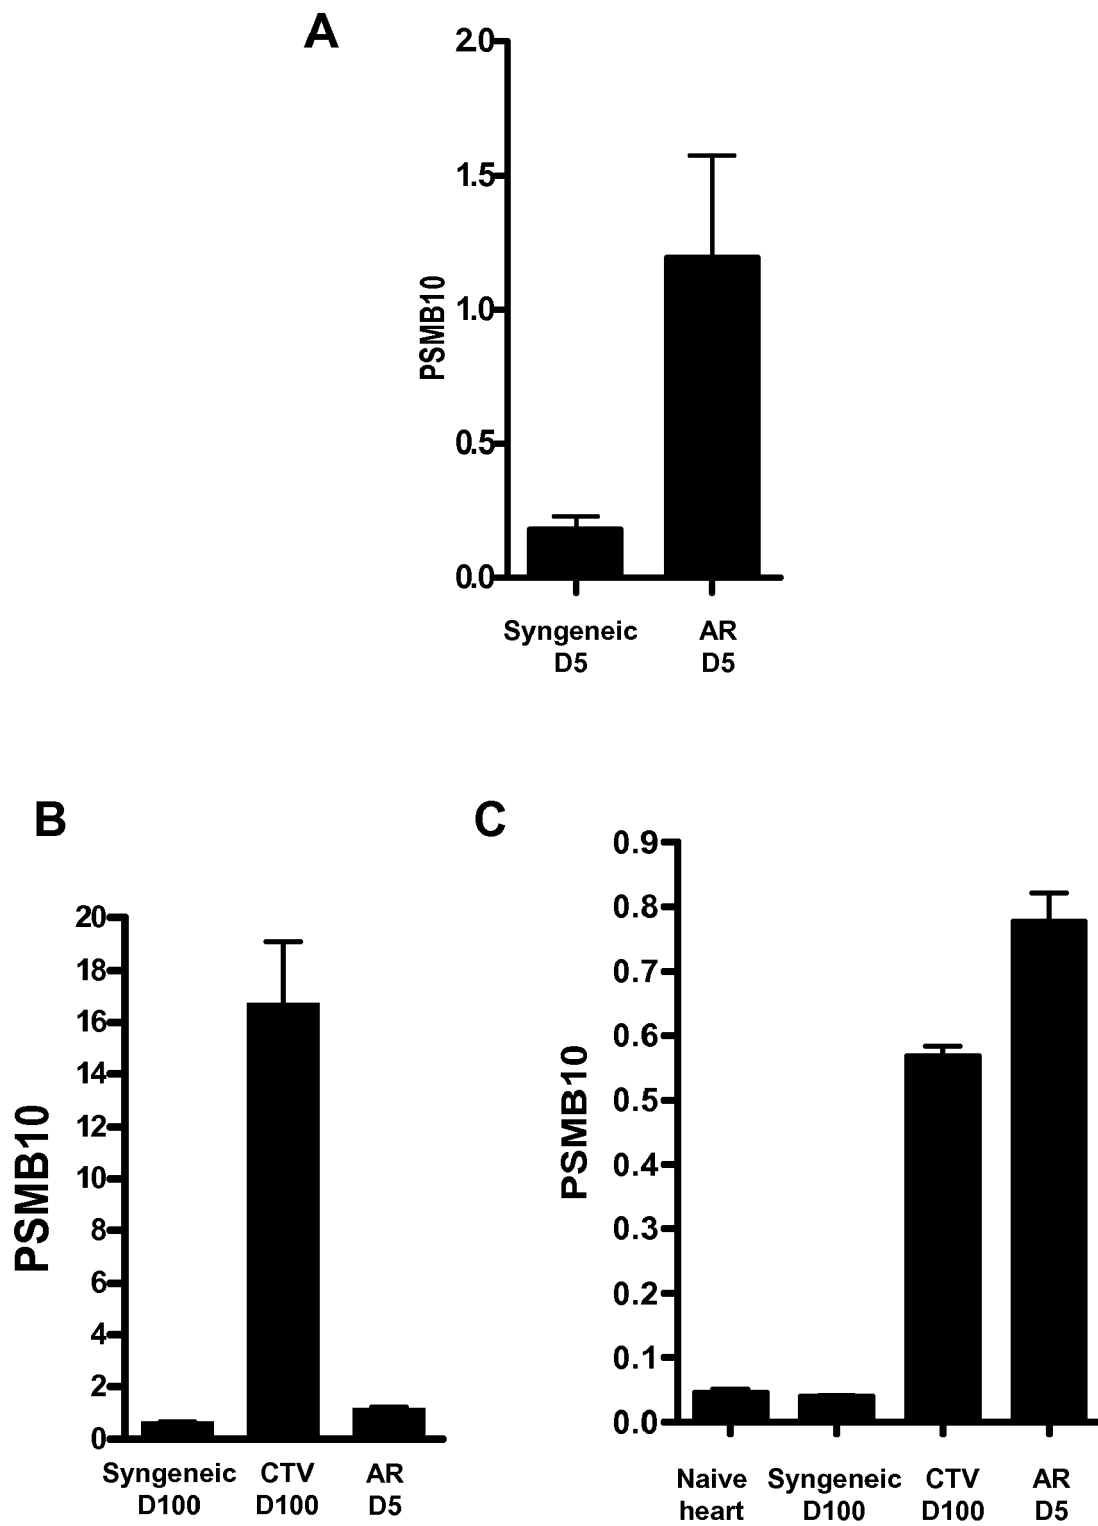 A
2.0
1.5
1.0
0.5
0.0
PSMB10
Syngeneic
D5
AR
D5
B
20
18
16
14
12
10
8
6
4
2
0
PSMB10
Syngeneic
D100
CTV
D100
AR
D5
C
0.9
0.8
0.7
0.6
0.5
0.4
0.3
0.2
0.1
0.0
PSMB10
Naive
heart
Syngeneic
D100
CTV
D100
AR
D5